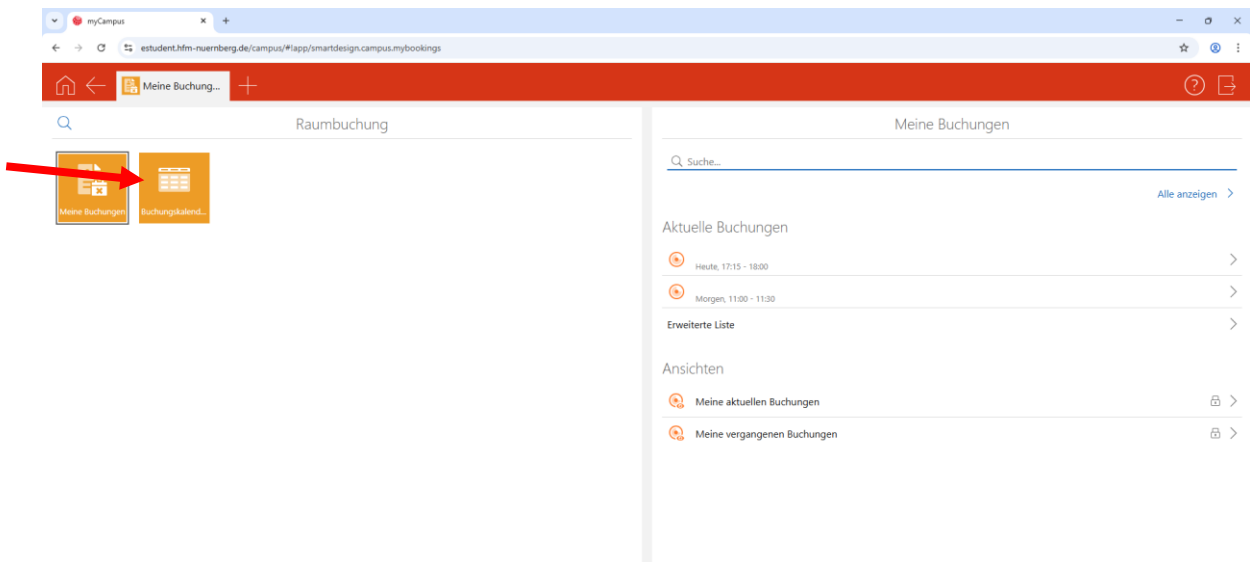 myCampus
estudent.hfm-nuernberg.de/campus/#lapp/smartdesign.campus.mybookings
Meine Buchung...
Raumbuchung
Meine Buchungen
Buchungskalend...
Meine Buchungen
Suche...
Alle anzeigen
Aktuelle Buchungen
Heute, 17:15 - 18:00
Morgen, 11:00 - 11:30
Erweiterte Liste
Ansichten
Meine aktuellen Buchungen
Meine vergangenen Buchungen